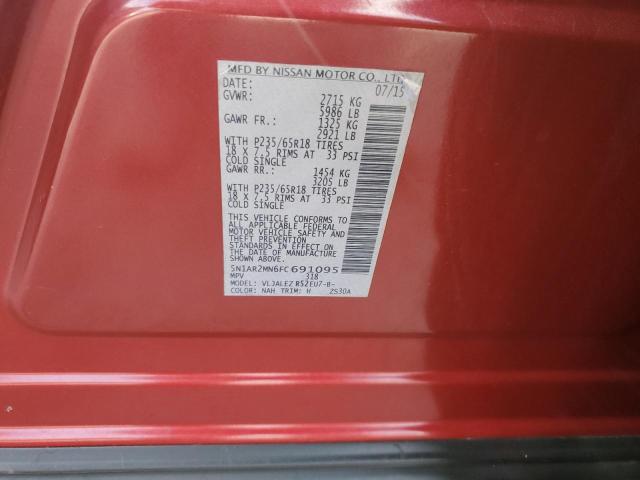 MFD BY NISSAN MOTOR CO., LTD
DATE: 07/15
GVWR: 2715 KG
5986 LB
GAWR FR.: 1325 KG
2921 LB
WITH P235/65R18 TIRES
18 X 7.5 RIMS AT 33 PSI
COLD SINGLE
GAWR RR.: 1454 KG
3205 LB
WITH P235/65R18 TIRES
18 X 7.5 RIMS AT 33 PSI
COLD SINGLE
THIS VEHICLE CONFORMS TO
ALL APPLICABLE FEDERAL
MOTOR VEHICLE SAFETY AND
THEFT PREVENTION
STANDARDS IN EFFECT ON THE
DATE OF MANUFACTURE
SHOWN ABOVE.
5N1AR2MN6FC691095
MPV 318
MODEL: VLJALEZ R52EU7-B-
COLOR: NAH TRIM: H ZS30A